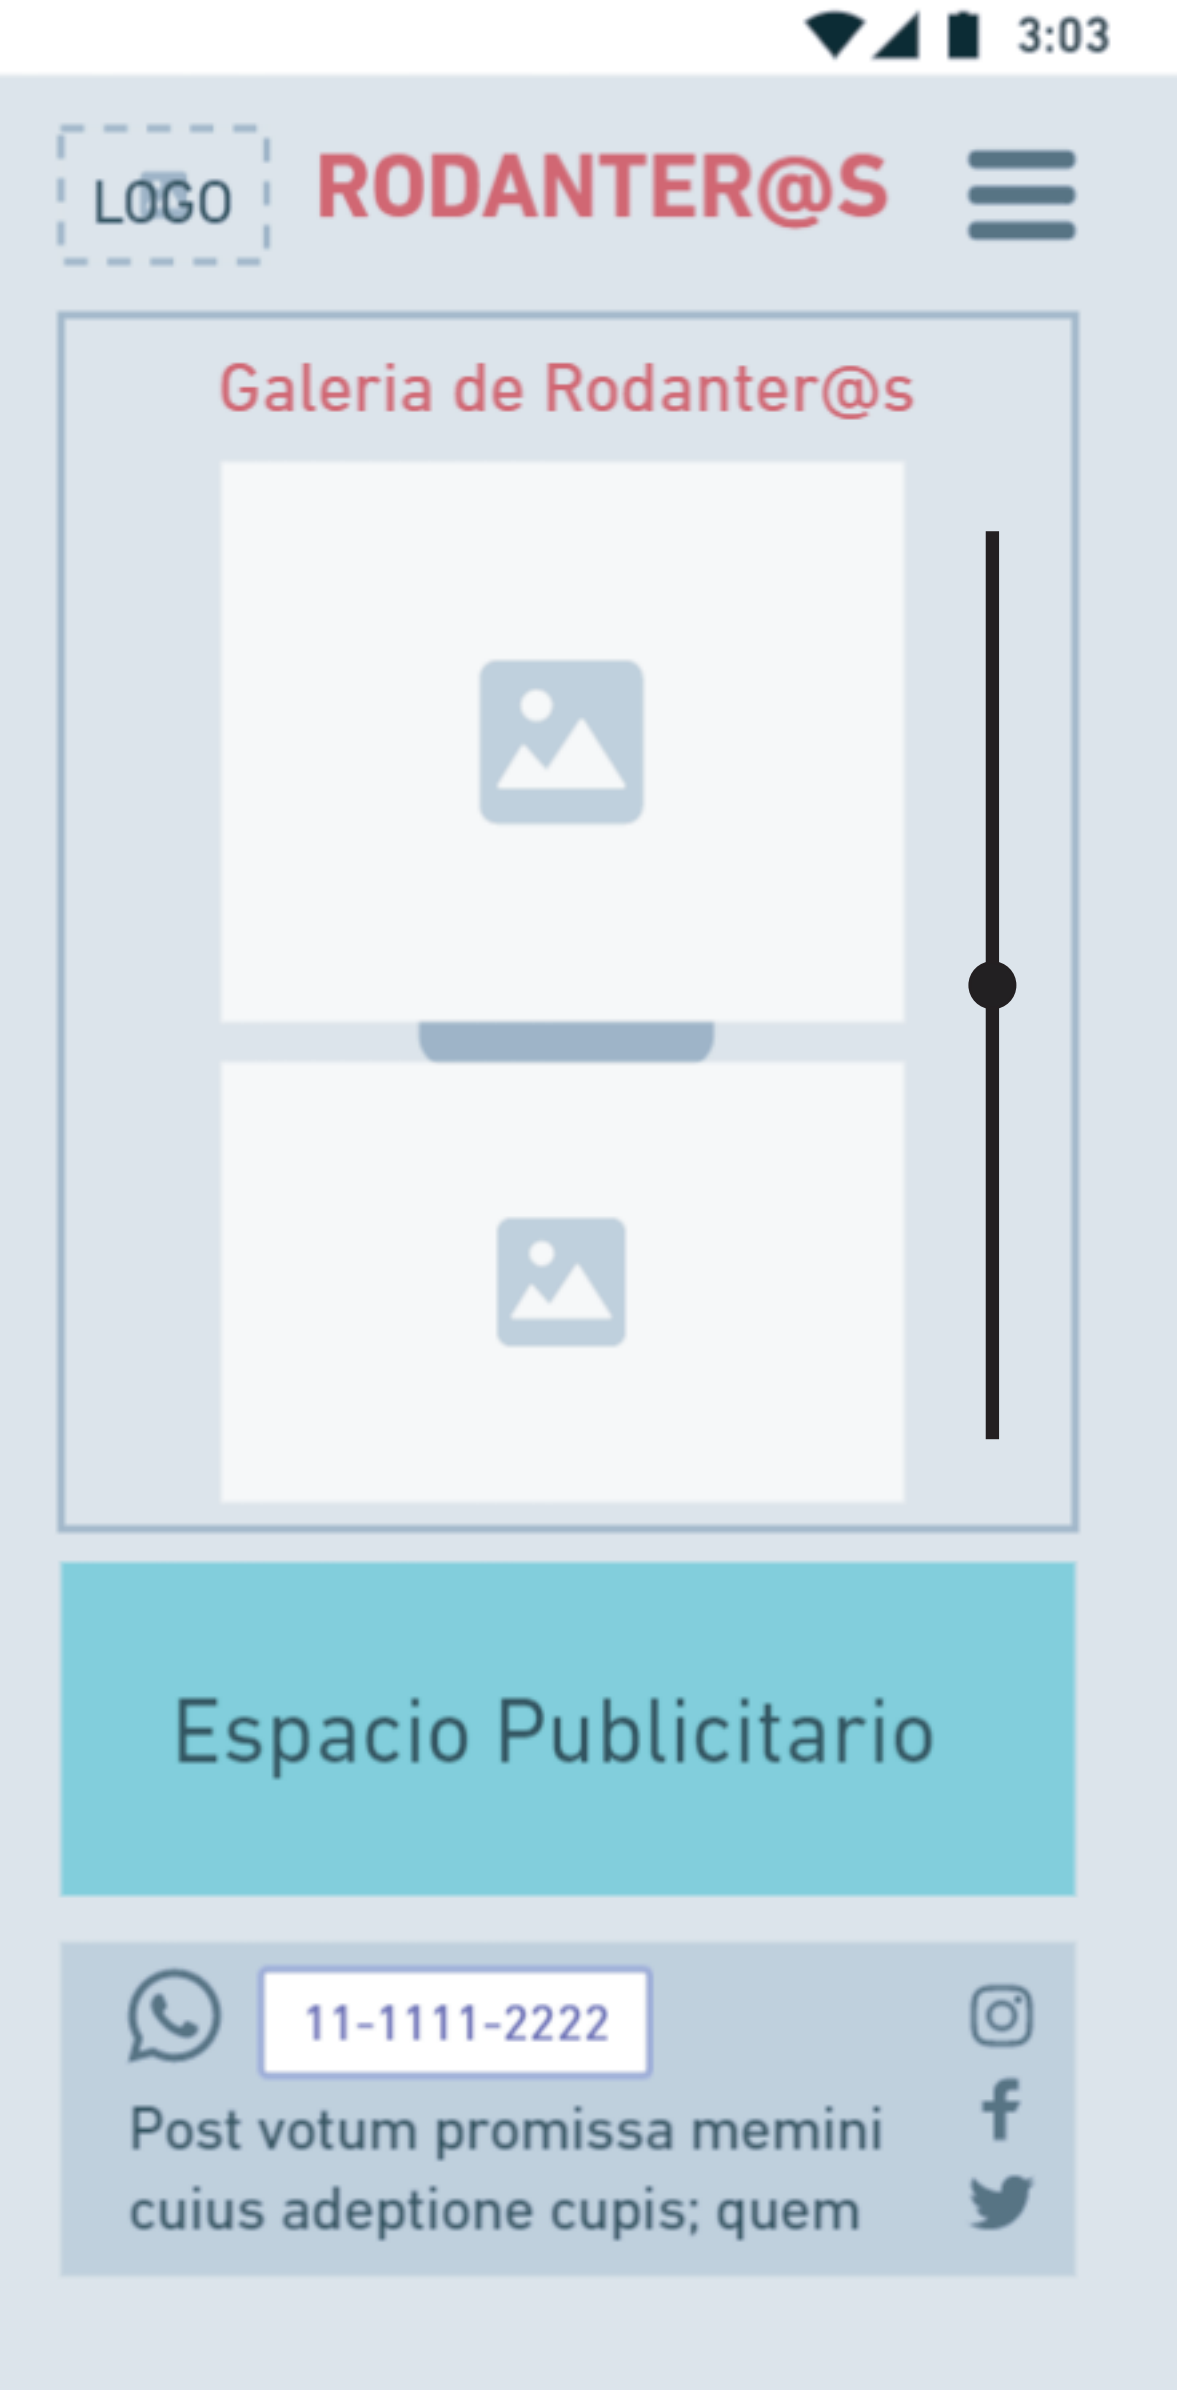 3:03
LOGO
RODANTER@S
Galeria de Rodanter@s
Espacio Publicitario
11-1111-2222
Post votum promissa memini
cuius adeptione cupis; quem